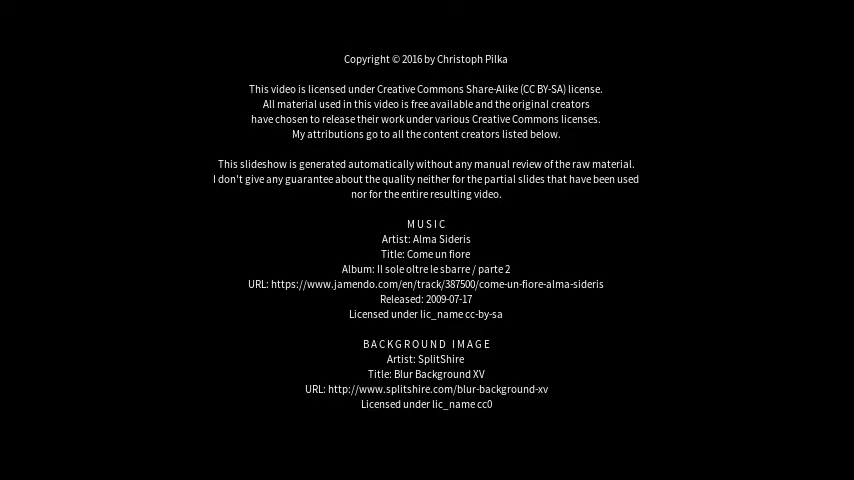 Copyright © 2016 by Christoph Pilka
This video is licensed under Creative Commons Share-Alike (CC BY-SA) license.
All material used in this video is free available and the original creators
have chosen to release their work under various Creative Commons licenses.
My attributions go to all the content creators listed below.
This slideshow is generated automatically without any manual review of the raw material.
I don't give any guarantee about the quality neither for the partial slides that have been used
nor for the entire resulting video.
MUSIC
Artist: Alma Sideris
Title: Come un fiore
Album: Il sole oltre le sbarre / parte 2
URL: https://www.jamendo.com/en/track/387500/come-un-fiore-alma-sideris
Released: 2009-07-17
Licensed under lic_name cc-by-sa
BACKGROUND IMAGE
Artist: SplitShire
Title: Blur Background XV
URL: http://www.splitshire.com/blur-background-xv
Licensed under lic_name cc0